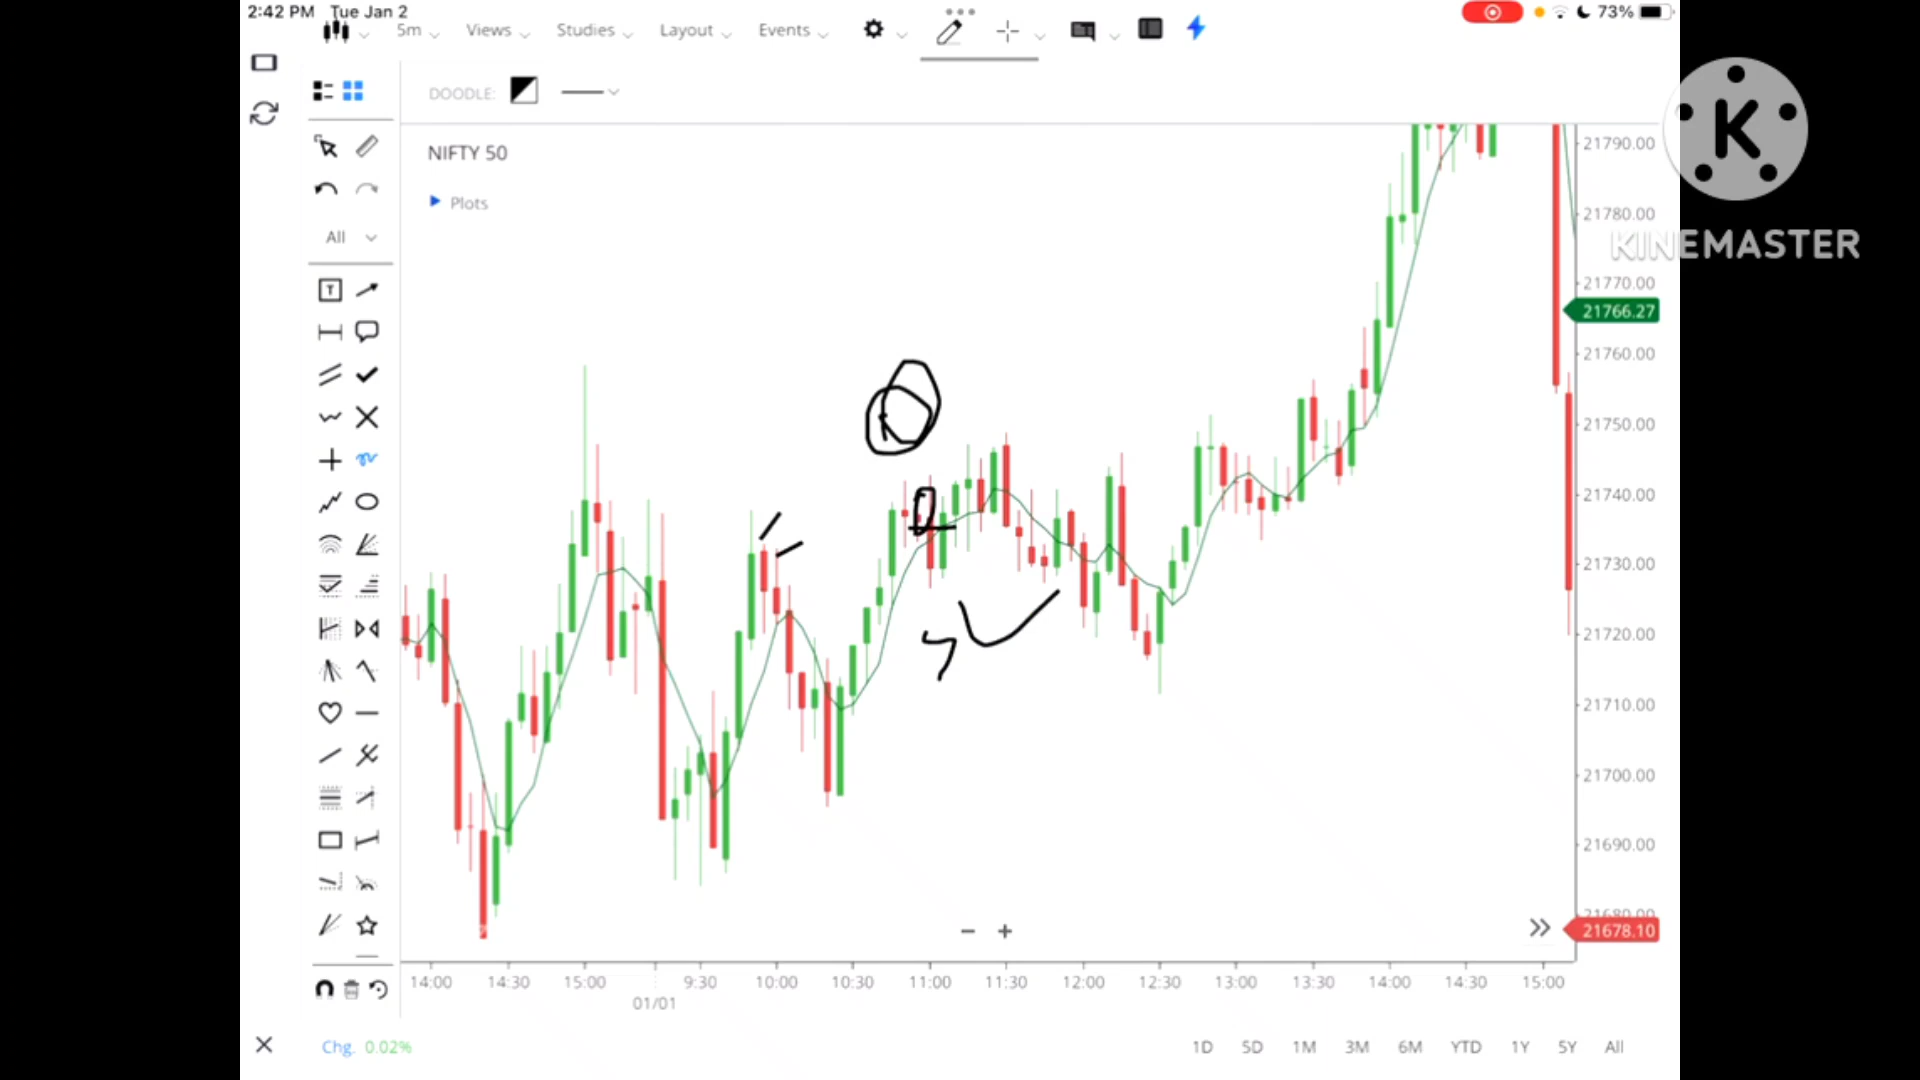 2:42 PM Tue Jan 2
73%
5m Views Studies Layout Events
DOODLE:
NIFTY 50
Plots
All
T
K
KINEMASTER
21790.00
21780.00
21770.00
21766.27
21760.00
21750.00
21740.00
21730.00
21720.00
21710.00
21700.00
21690.00
21680.00
21678.10
14:00 14:30 15:00 9:30 10:00 10:30 11:00 11:30 12:00 12:30 13:00 13:30 14:00 14:30 15:00
01/01
Chg. 0.02%
1D 5D 1M 3M 6M YTD 1Y 5Y All